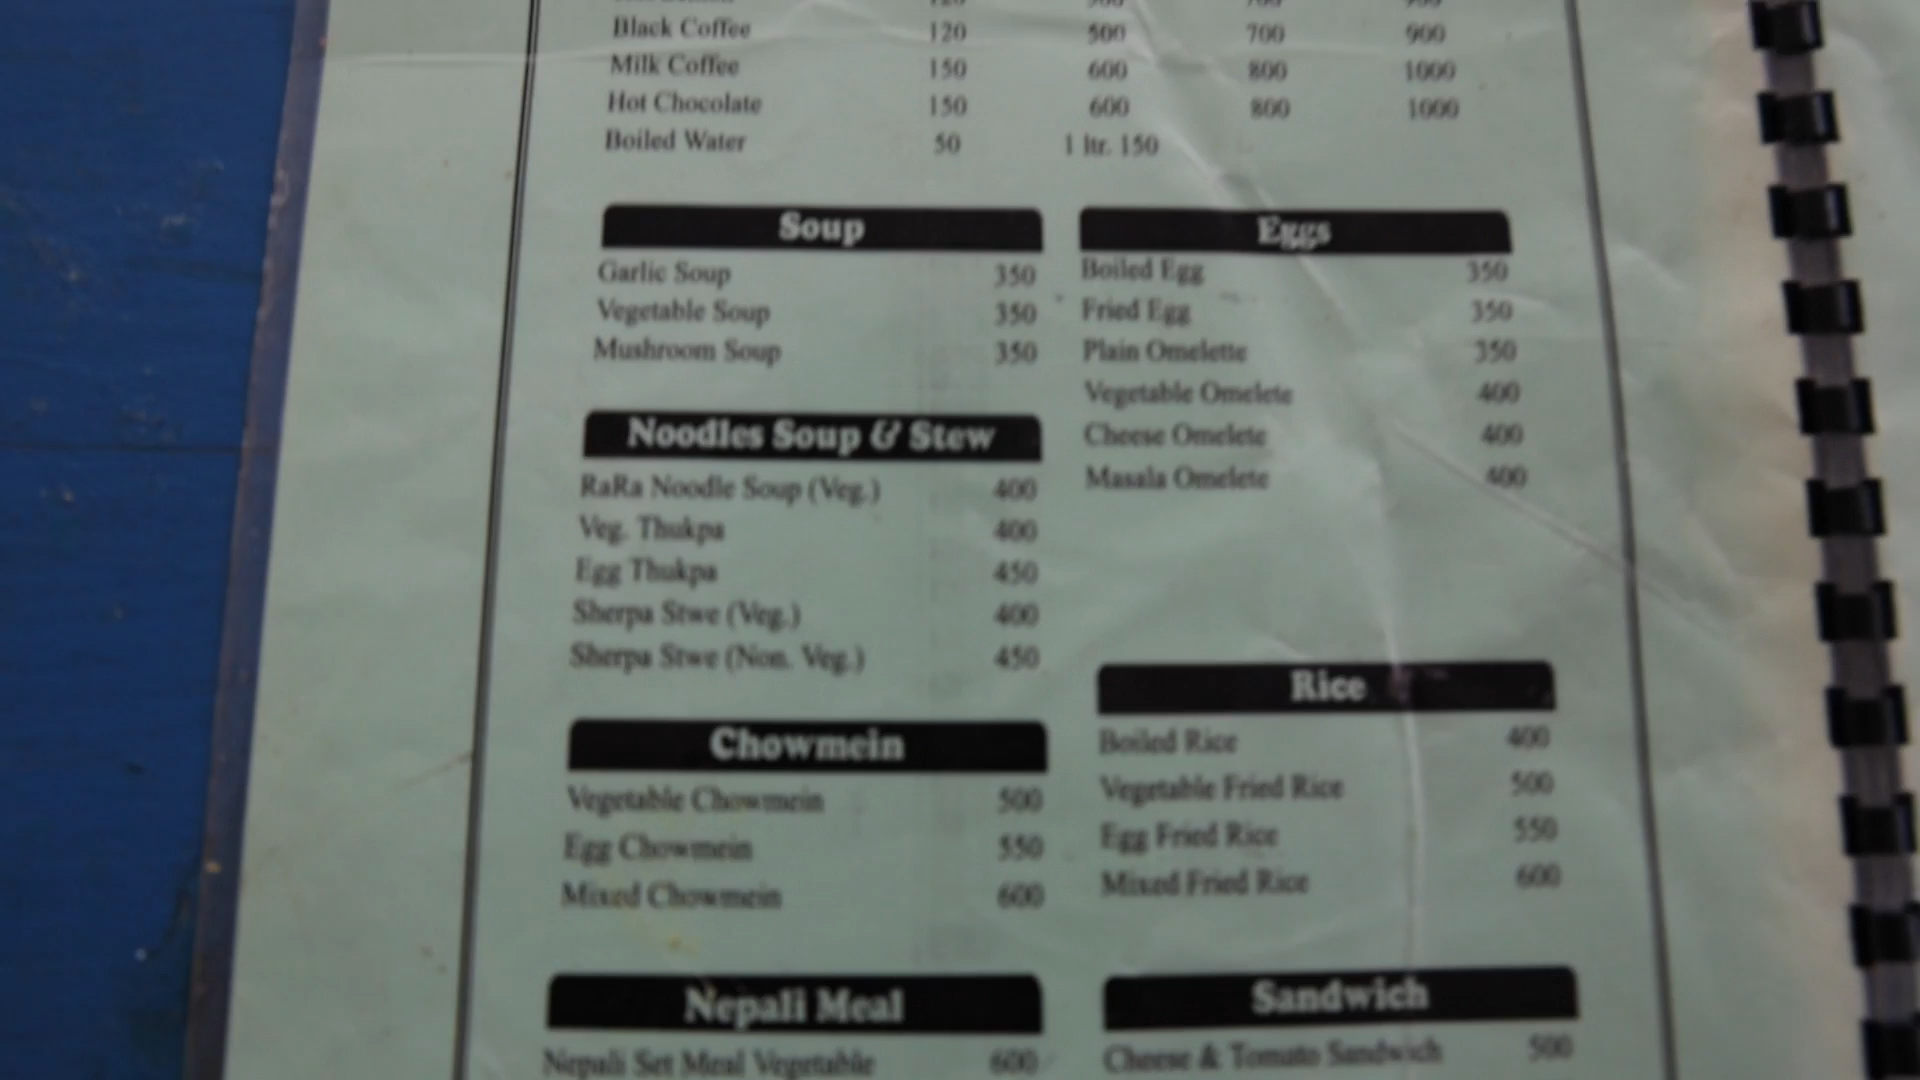 Black Coffee 120 500 700 900
Milk Coffee 150 600 800 1000
Hot Chocolate 150 600 800 1000
Boiled Water 50 1 ltr. 150
Soup
Garlic Soup 350
Vegetable Soup 350
Mushroom Soup 350
Noodles Soup & Stew
RaRa Noodle Soup (Veg.) 400
Veg. Thukpa 400
Egg Thukpa 450
Sherpa Stwe (Veg.) 400
Sherpa Stwe (Non. Veg.) 450
Chowmein
Vegetable Chowmein 500
Egg Chowmein 550
Mixed Chowmein 600
Nepali Meal
Nepali Set Meal Vegetable 600
Eggs
Boiled Egg 350
Fried Egg 350
Plain Omelette 350
Vegetable Omelete 400
Cheese Omelete 400
Masala Omelete 400
Rice
Boiled Rice 400
Vegetable Fried Rice 500
Egg Fried Rice 550
Mixed Fried Rice 600
Sandwich
Cheese & Tomato Sandwich 500